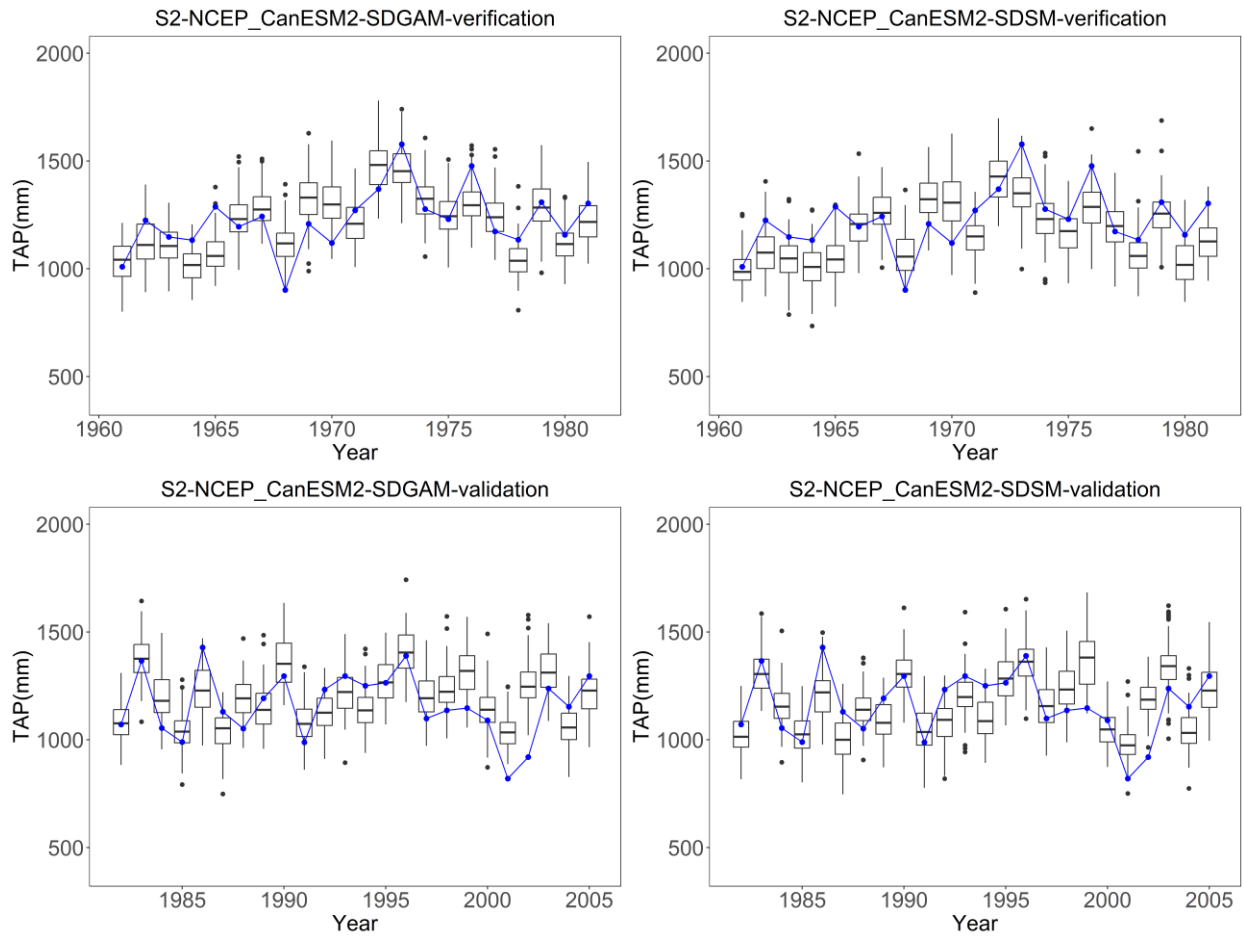 S2-NCEP_CanESM2-SDGAM-verification
2000
1500
1000
500
TAP(mm)
1960 1965 1970 1975 1980
Year
S2-NCEP_CanESM2-SDSM-verification
2000
1500
1000
500
TAP(mm)
1960 1965 1970 1975 1980
Year
S2-NCEP_CanESM2-SDGAM-validation
2000
1500
1000
500
TAP(mm)
1985 1990 1995 2000 2005
Year
S2-NCEP_CanESM2-SDSM-validation
2000
1500
1000
500
TAP(mm)
1985 1990 1995 2000 2005
Year